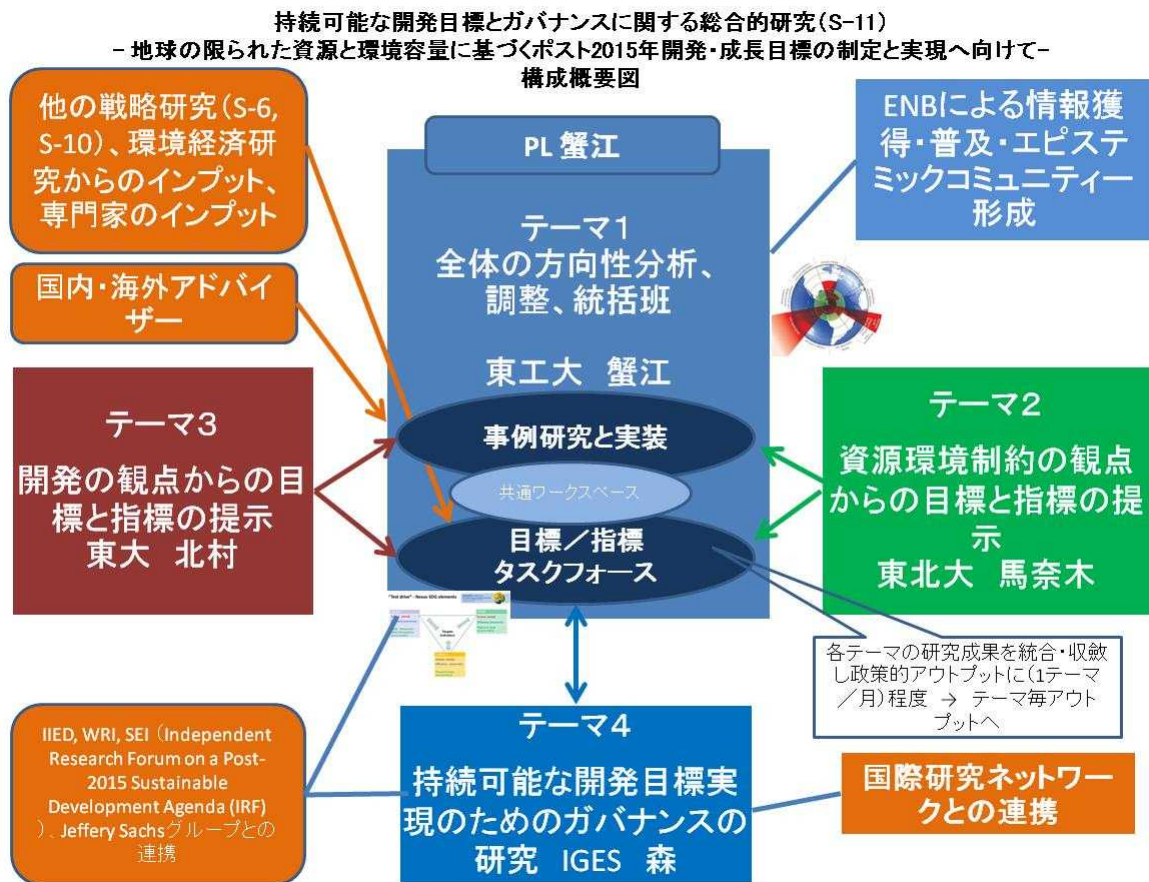 持続可能な開発目標とガバナンスに関する総合的研究(S-11)
- 地球の限られた資源と環境容量に基づくポスト2015年開発・成長目標の制定と実現へ向けて-
構成概要図
他の戦略研究(S-6,
S-10)、環境経済研
究からのインプット、
専門家のインプット
国内・海外アドバイ
ザー
PL 蟹江
テーマ1
全体の方向性分析、
調整、統括班
東工大 蟹江
事例研究と実装
共通ワークスペース
目標/指標
タスクフォース
ENBによる情報獲
得・普及・エピステ
ミックコミュニティー
形成
テーマ3
開発の観点からの目
標と指標の提示
東大 北村
テーマ2
資源環境制約の観点
からの目標と指標の提
示
東北大 馬奈木
各テーマの研究成果を統合・収斂
し政策的アウトプットに(1テーマ
/月)程度 → テーマ毎アウト
プットへ
"Test drive" - Nexus SDG elements
IIED, WRI, SEI (Independent
Research Forum on a Post-
2015 Sustainable
Development Agenda (IRF)
)、Jeffery Sachsグループとの
連携
テーマ4
持続可能な開発目標実
現のためのガバナンスの
研究 IGES 森
国際研究ネットワー
クとの連携